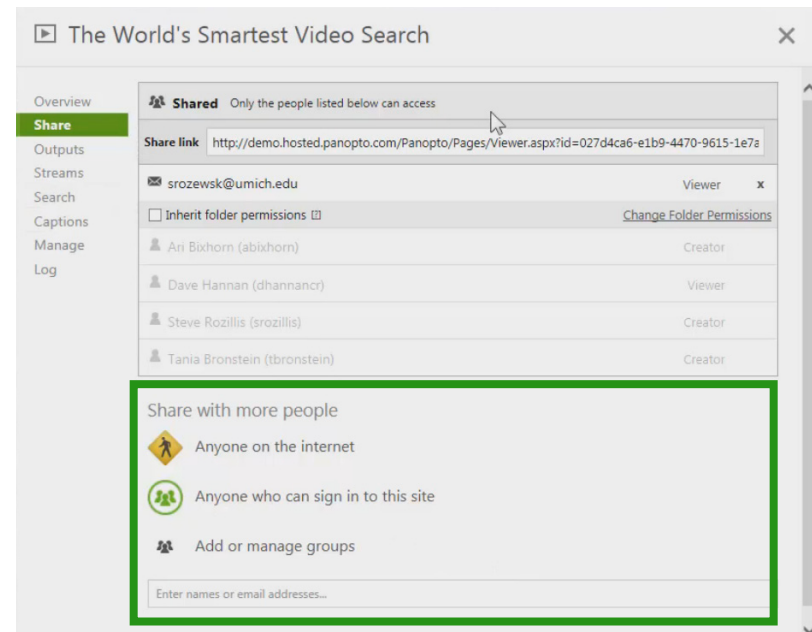 The World's Smartest Video Search
Overview
Share
Outputs
Streams
Search
Captions
Manage
Log
Shared Only the people listed below can access
Share link http://demo.hosted.panopto.com/Panopto/Pages/Viewer.aspx?id=027d4ca6-e1b9-4470-9615-1e7a
srozewsk@umich.edu Viewer x
Inherit folder permissions [?] Change Folder Permissions
Ari Bixhorn (abixhorn) Creator
Dave Hannan (dhannancr) Viewer
Steve Rozillis (srozillis) Creator
Tania Bronstein (tbronstein) Creator
Share with more people
Anyone on the internet
Anyone who can sign in to this site
Add or manage groups
Enter names or email addresses...